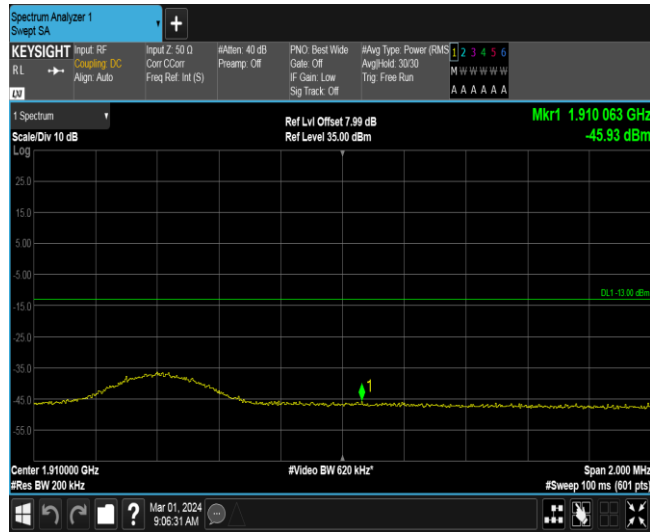 Spectrum Analyzer 1
Swept SA
+
KEYSIGHT
RL
LXI
Input: RF
Coupling: DC
Align: Auto
Input Z: 50 Ω
Corr CCorr
Freq Ref: Int (S)
#Atten: 40 dB
Preamp: Off
PNO: Best Wide
Gate: Off
IF Gain: Low
Sig Track: Off
#Avg Type: Power (RMS
Avg|Hold: 30/30
Trig: Free Run
1 2 3 4 5 6
M W W W W W
A A A A A A
1 Spectrum
Scale/Div 10 dB
Ref Lvl Offset 7.99 dB
Ref Level 35.00 dBm
Mkr1 1.910 063 GHz
-45.93 dBm
Log
25.0
15.0
5.00
-5.00
DL1 -13.00 dBm
-15.0
-25.0
-35.0
1
-45.0
-55.0
Center 1.910000 GHz
#Res BW 200 kHz
#Video BW 620 kHz*
Span 2.000 MHz
#Sweep 100 ms (601 pts)
?
Mar 01, 2024
9:06:31 AM